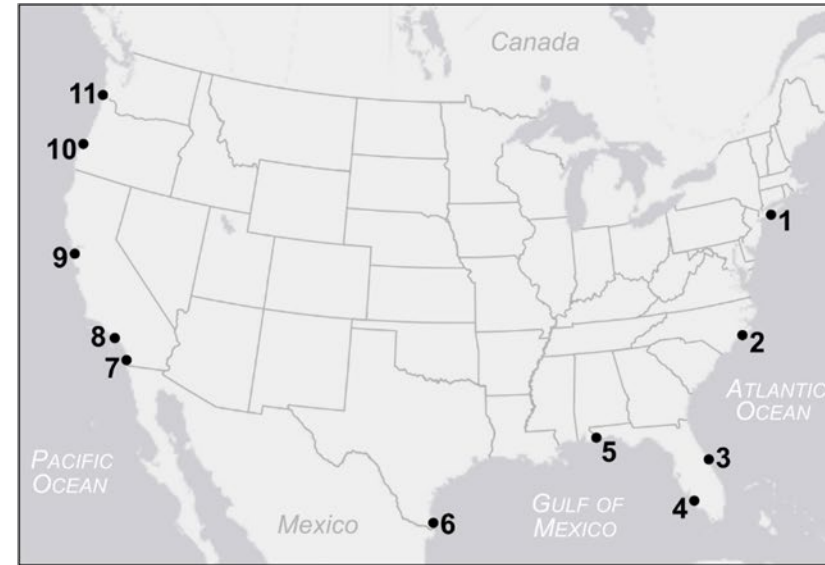 Canada
11
10
1
9
2
8
7
ATLANTIC
OCEAN
5
3
PACIFIC
OCEAN
4
GULF OF
MEXICO
Mexico
6